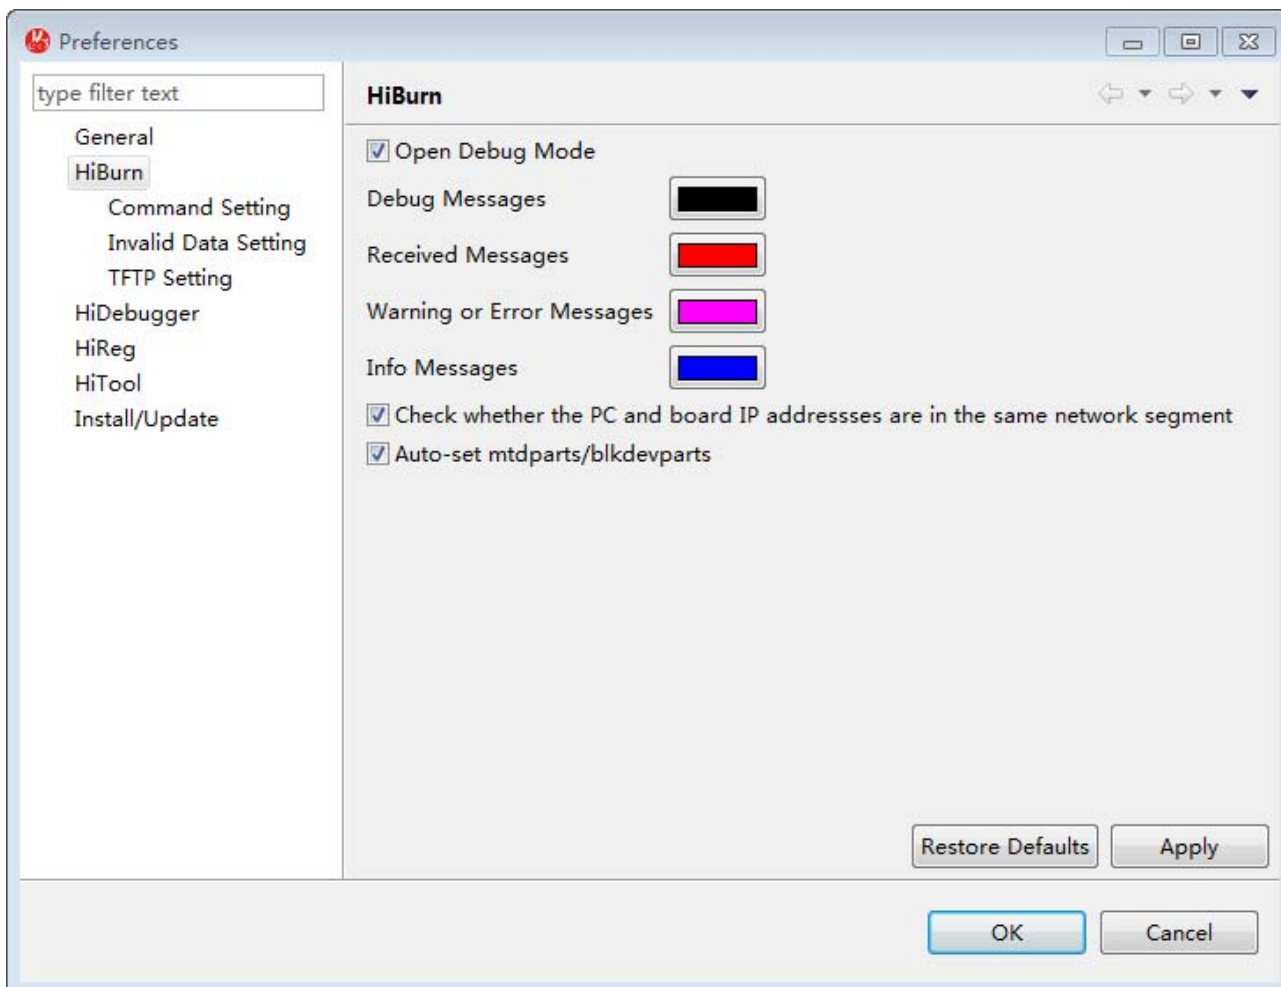 Preferences
type filter text
General
HiBurn
Command Setting
Invalid Data Setting
TFTP Setting
HiDebugger
HiReg
HiTool
Install/Update
HiBurn
Open Debug Mode
Debug Messages
Received Messages
Warning or Error Messages
Info Messages
Check whether the PC and board IP addressses are in the same network segment
Auto-set mtdparts/blkdevparts
Restore Defaults Apply
OK Cancel